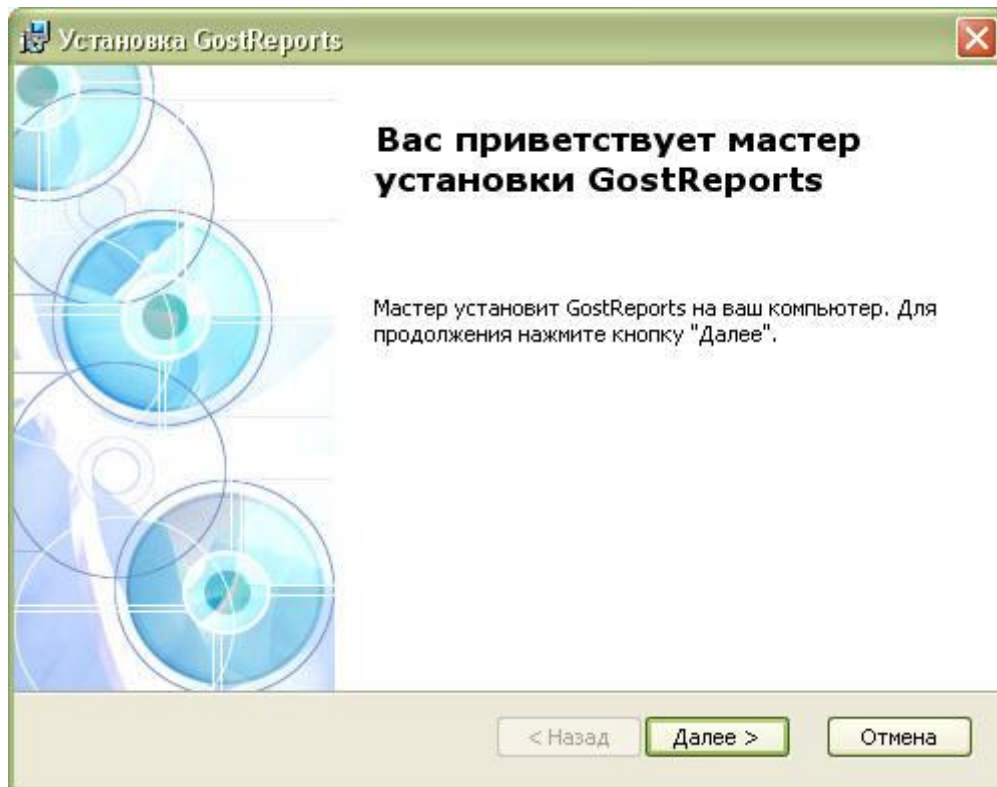 Установка GostReports
Вас приветствует мастер
установки GostReports
Мастер установит GostReports на ваш компьютер. Для
продолжения нажмите кнопку "Далее".
< Назад
Далее >
Отмена